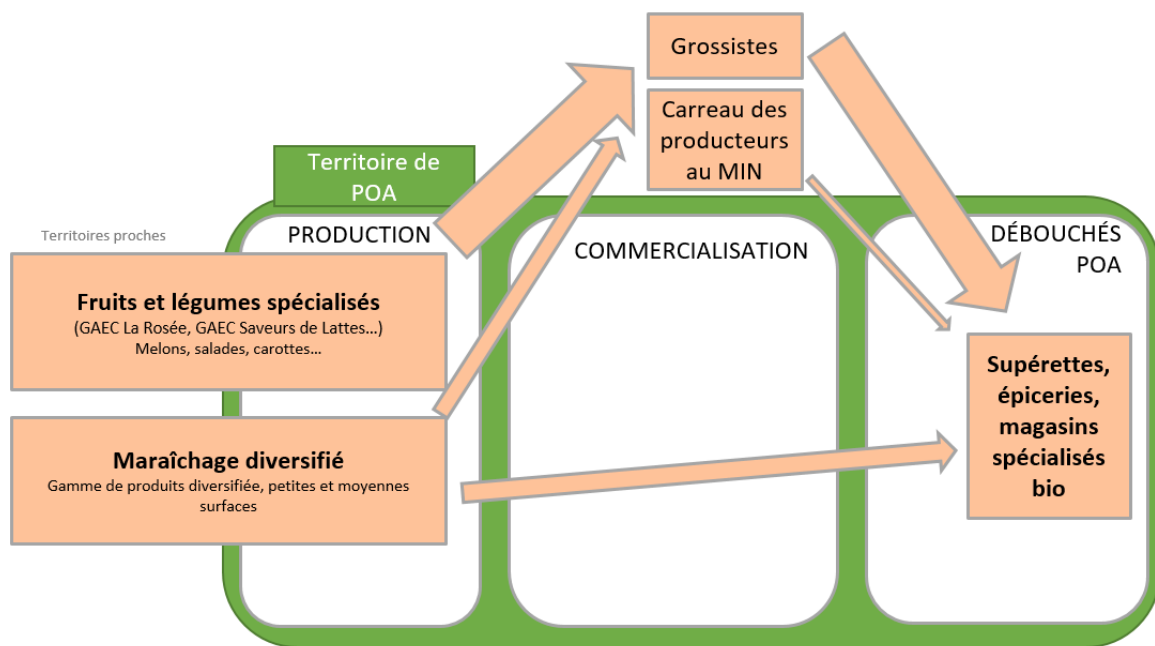 Grossistes
Carreau des
producteurs
au MIN
Territoire de
POA
Territoires proches
PRODUCTION
COMMERCIALISATION
DÉBOUCHÉS
POA
Fruits et légumes spécialisés
(GAEC La Rosée, GAEC Saveurs de Lattes...)
Melons, salades, carottes...
Maraîchage diversifié
Gamme de produits diversifiée, petites et moyennes
surfaces
Supérettes,
épiceries,
magasins
spécialisés
bio